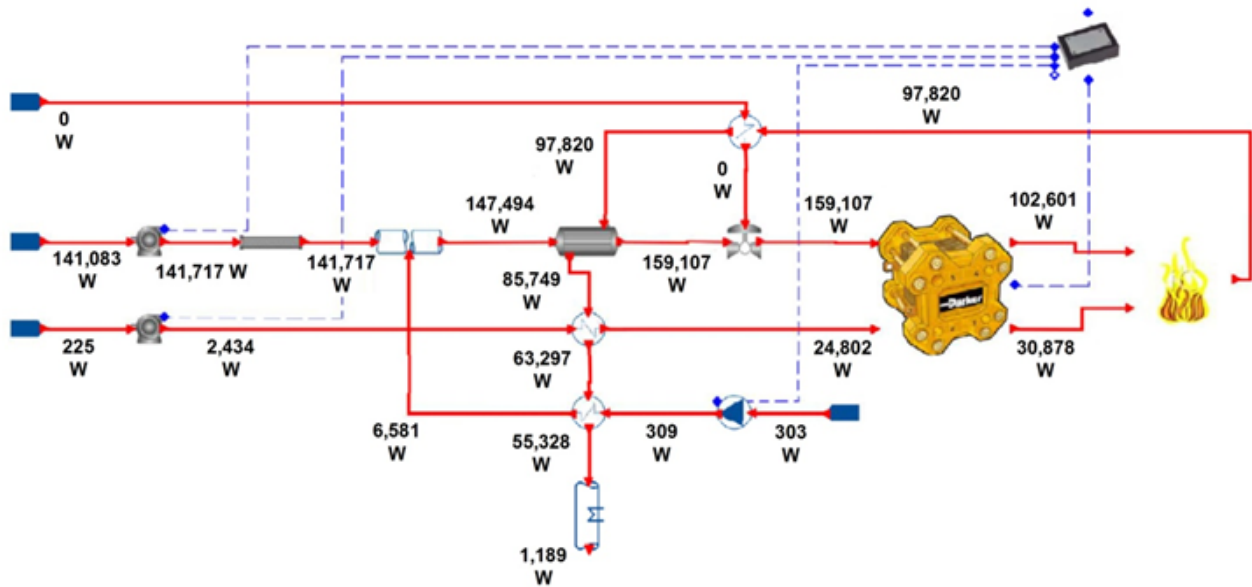 97,820
W
0
W
97,820
W
0
W
147,494
W
159,107
W
102,601
W
141,083
W
141,717 W
141,717
W
159,107
W
85,749
W
Parker
225
W
2,434
W
63,297
W
24,802
W
30,878
W
6,581
W
55,328
W
309
W
303
W
1,189
W